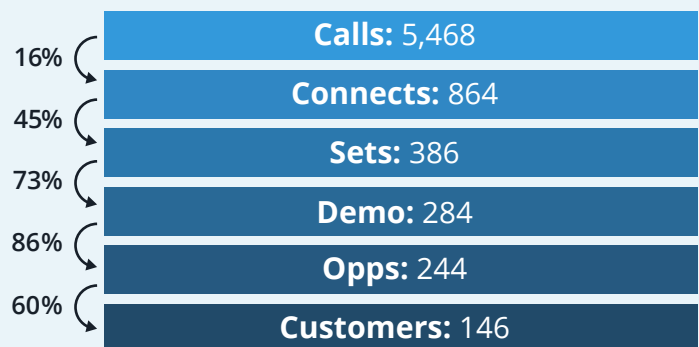 Calls: 5,468
16%
Connects: 864
45%
Sets: 386
73%
Demo: 284
86%
Opps: 244
60%
Customers: 146